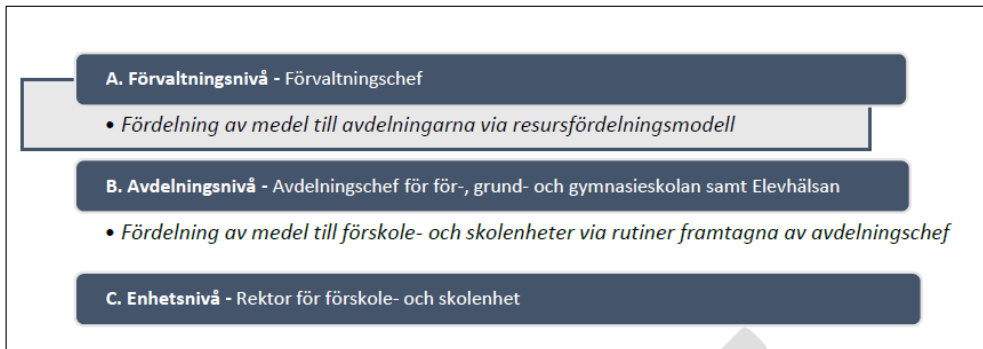 A. Förvaltningsnivå - Förvaltningschef
• Fördelning av medel till avdelningarna via resursfördelningsmodell
B. Avdelningsnivå - Avdelningschef för för-, grund- och gymnasieskolan samt Elevhälsan
• Fördelning av medel till förskole- och skolenheter via rutiner framtagna av avdelningschef
C. Enhetsnivå - Rektor för förskole- och skolenhet